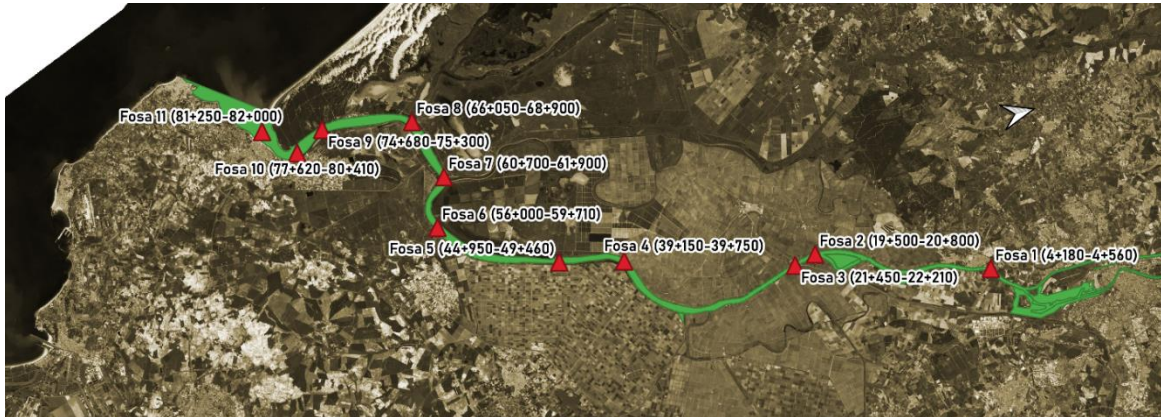 Fosa 11 (81+250-82+000)
Fosa 8 (66+050-68+900)
Fosa 9 (74+680-75+300)
Fosa 10 (77+620-80+410)
Fosa 7 (60+700-61+900)
Fosa 6 (56+000-59+710)
Fosa 5 (44+950-49+460)
Fosa 4 (39+150-39+750)
Fosa 2 (19+500-20+800)
Fosa 3 (21+450-22+210)
Fosa 1 (4+180-4+560)